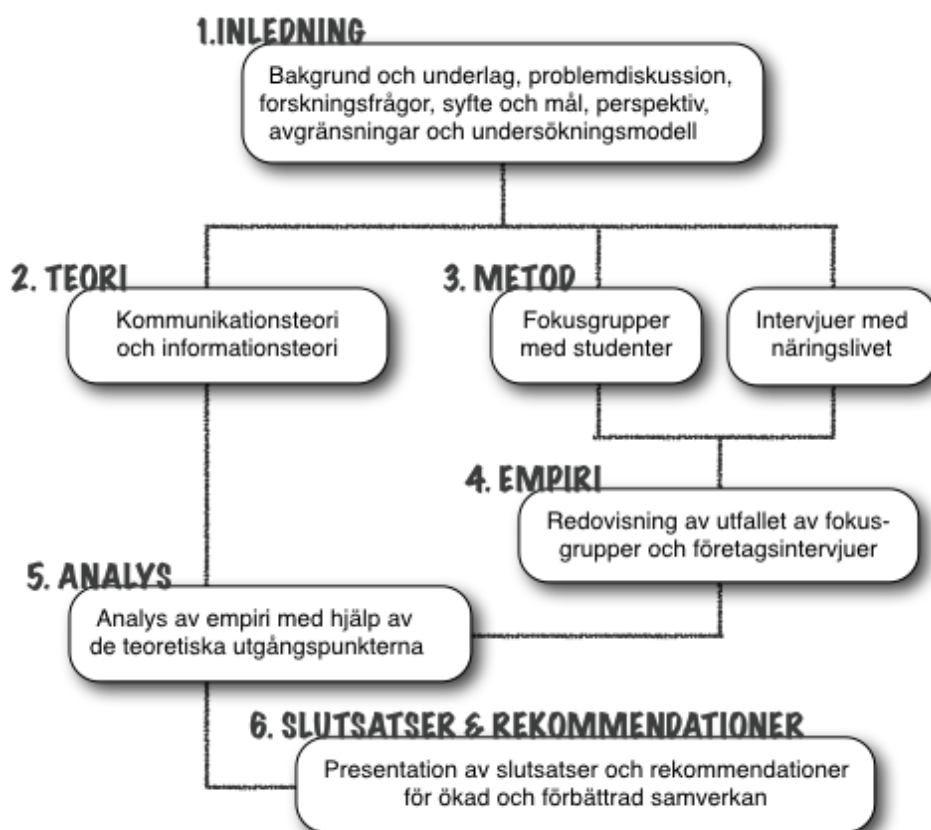 1.INLEDNING
Bakgrund och underlag, problemdiskussion,
forskningsfrågor, syfte och mål, perspektiv,
avgränsningar och undersökningsmodell
2. TEORI
Kommunikationsteori
och informationsteori
3. METOD
Fokusgrupper
med studenter
Intervjuer med
näringslivet
4. EMPIRI
Redovisning av utfallet av fokus-
grupper och företagsintervjuer
5. ANALYS
Analys av empiri med hjälp av
de teoretiska utgångspunkterna
6. SLUTSATSER & REKOMMENDATIONER
Presentation av slutsatser och rekommendationer
för ökad och förbättrad samverkan